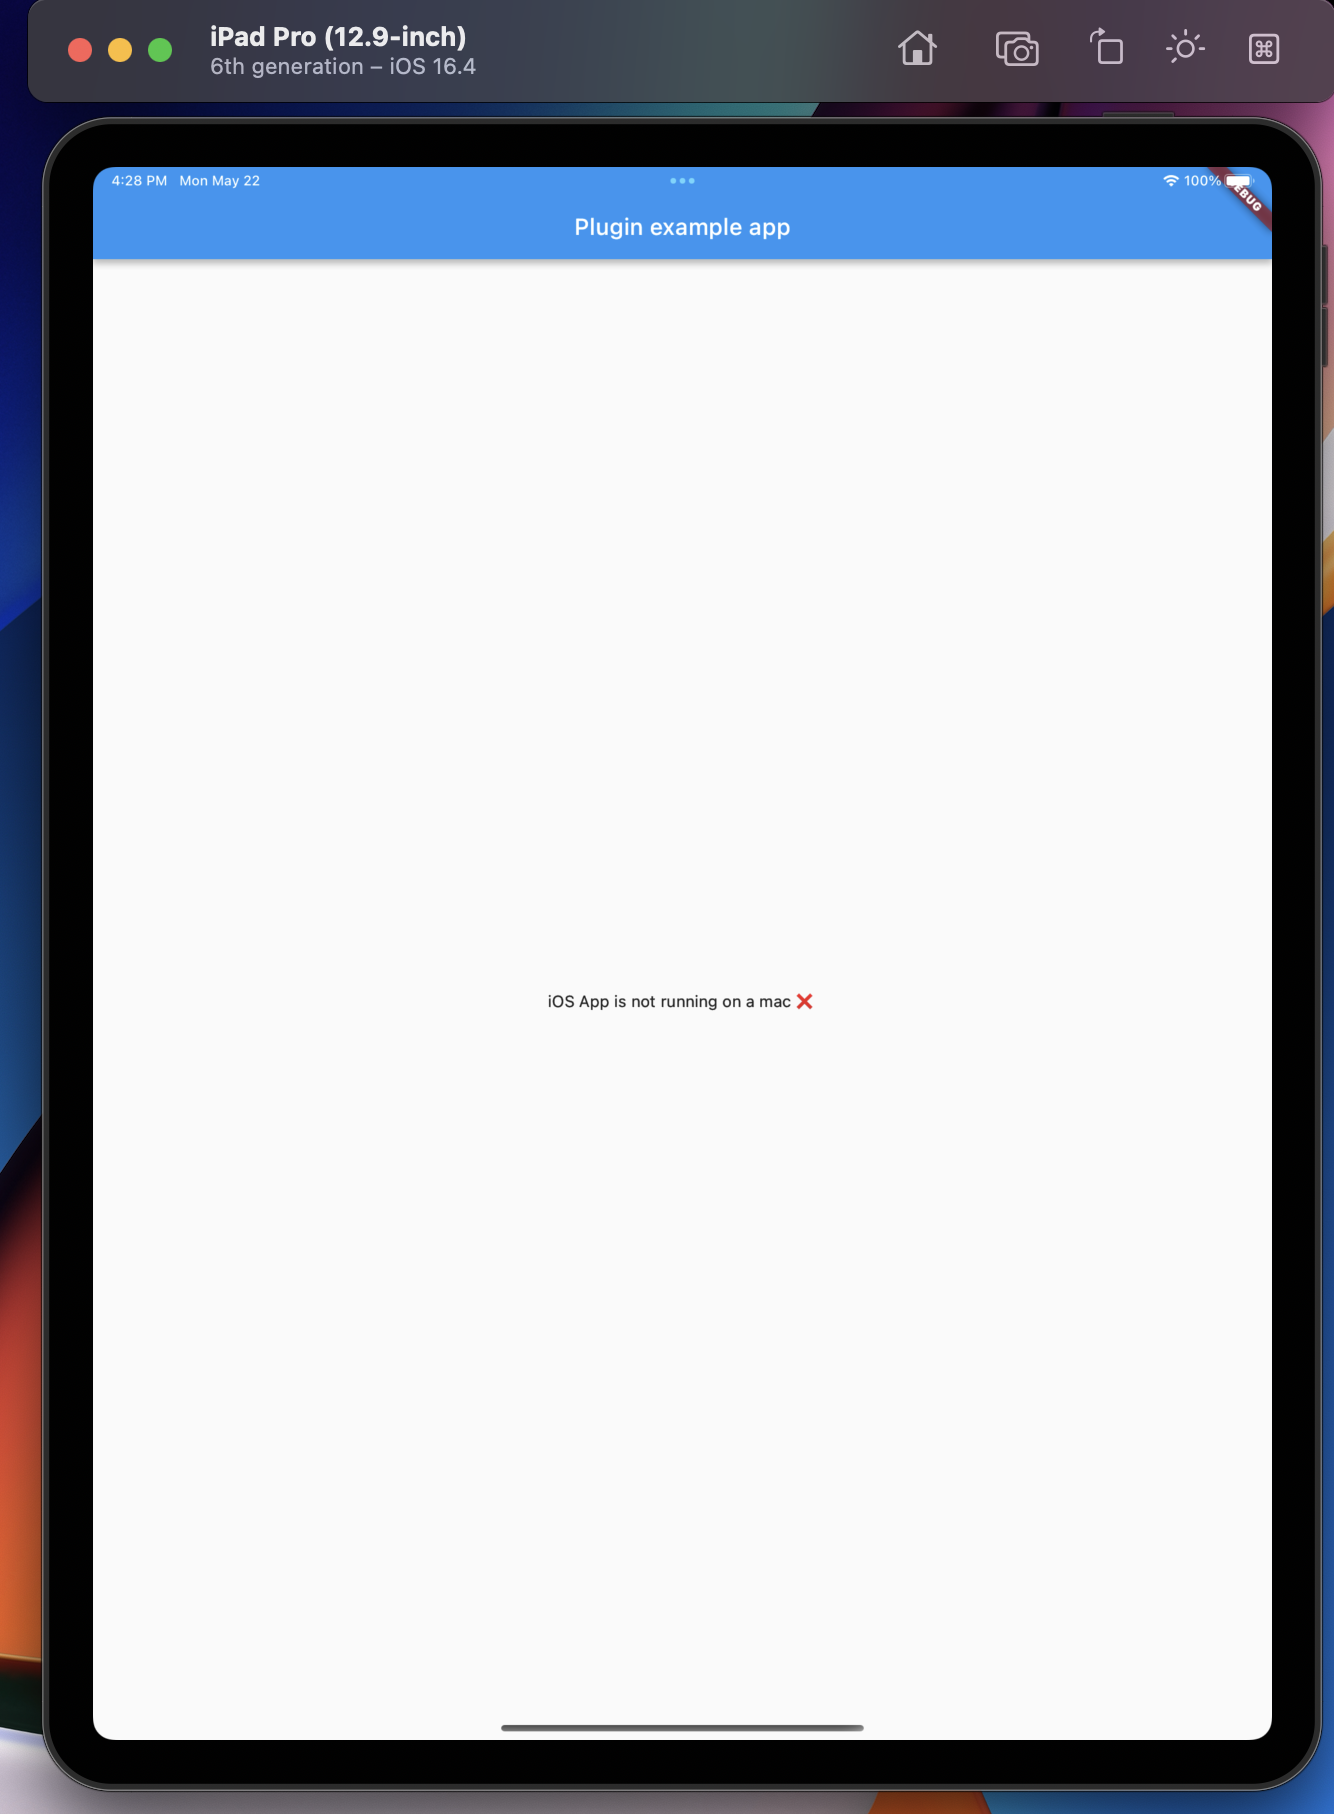 iPad Pro (12.9-inch)
6th generation – iOS 16.4
4:28 PM Mon May 22
100%
EBUG
Plugin example app
iOS App is not running on a mac ❌